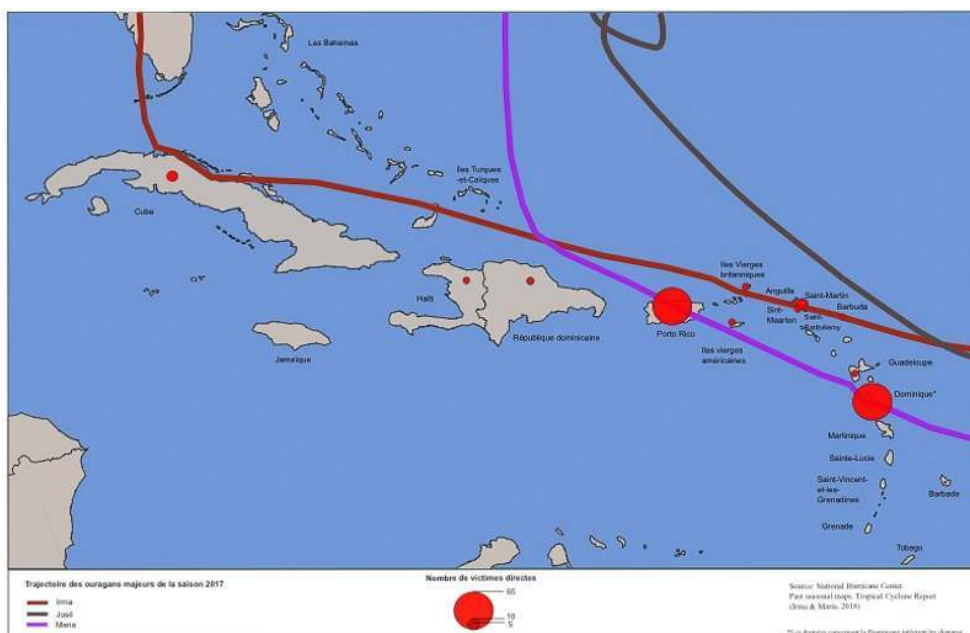 Les Bahamas
Iles Turques
-et-Caïques
Cuba
Iles Vierges
britanniques
Anguille
Saint-Martin
Sint-
Maarten
Barbuda
Saint-
Haïti
Porto Rico
République dominicaine
Jamaïque
Iles vierges
américaines
Guadeloupe
Dominique*
Martinique
Sainte-Lucie
Saint-Vincent-
et-les-
Grenadines
Barbade
Grenade
Tobago
Trajectoire des ouragans majeurs de la saison 2017
Irma
José
Maria
Nombre de victimes directes
65
10
5
Source: National Hurricane Center
Past seasonal maps. Tropical Cyclone Report
(Irma & Maria, 2018)